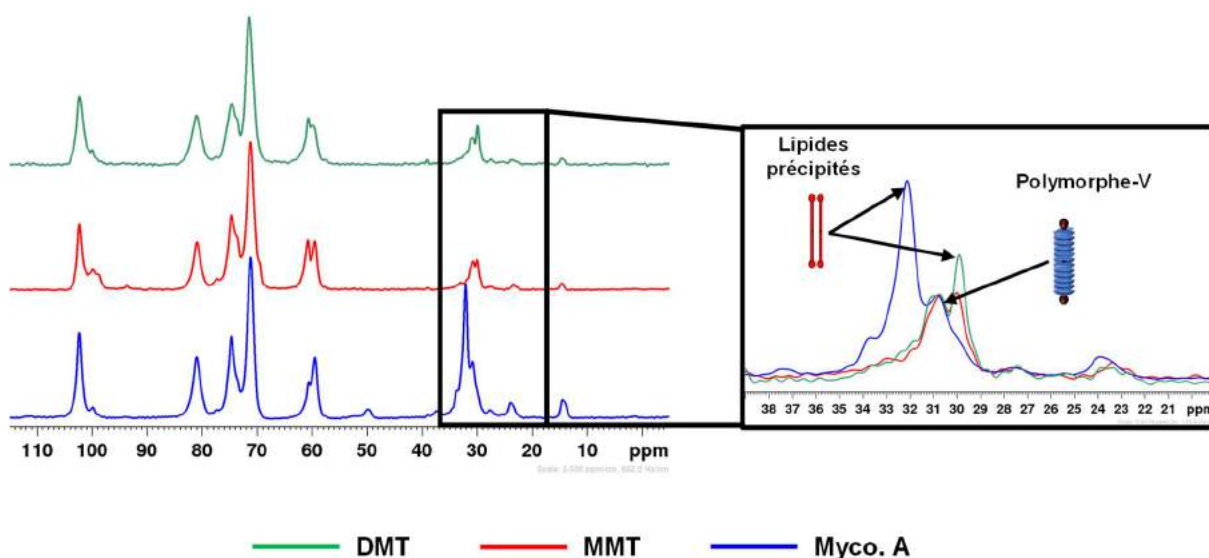 Lipides
précipités
Polymorphe-V
38 37 36 35 34 33 32 31 30 29 28 27 26 25 24 23 22 21 ppm
110 100 90 80 70 60 50 40 30 20 10 ppm
DMT MMT Myco. A